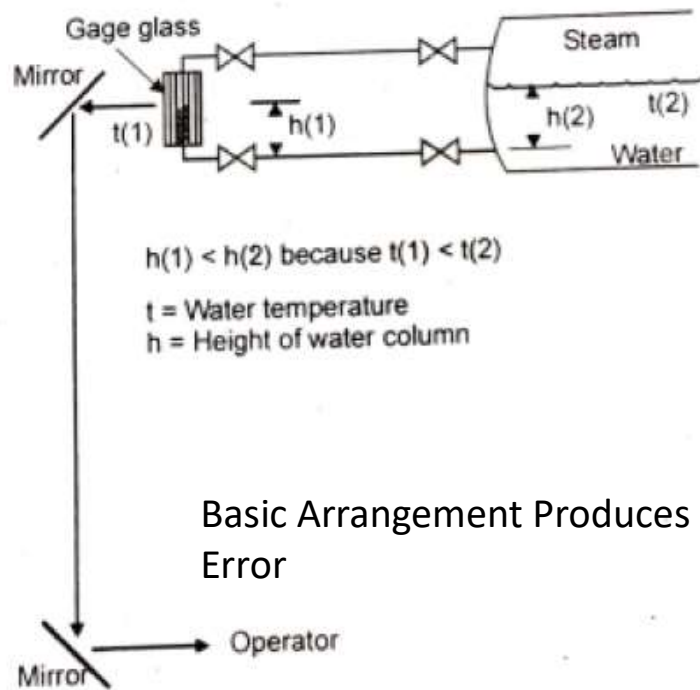 Gage glass
Steam
Mirror
t(1)
h(1)
h(2)
t(2)
Water
h(1) < h(2) because t(1) < t(2)
t = Water temperature
h = Height of water column
Basic Arrangement Produces
Error
Operator
Mirror